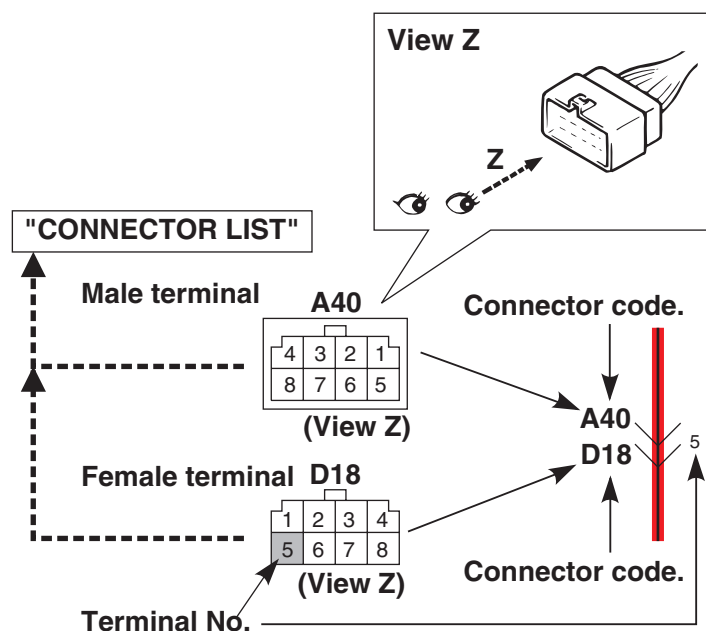 View Z
Z
"CONNECTOR LIST"
Male terminal
A40
Connector code.
4 3 2 1
8 7 6 5
(View Z)
A40
D18
5
Female terminal
D18
1 2 3 4
5 6 7 8
(View Z)
Connector code.
Terminal No.